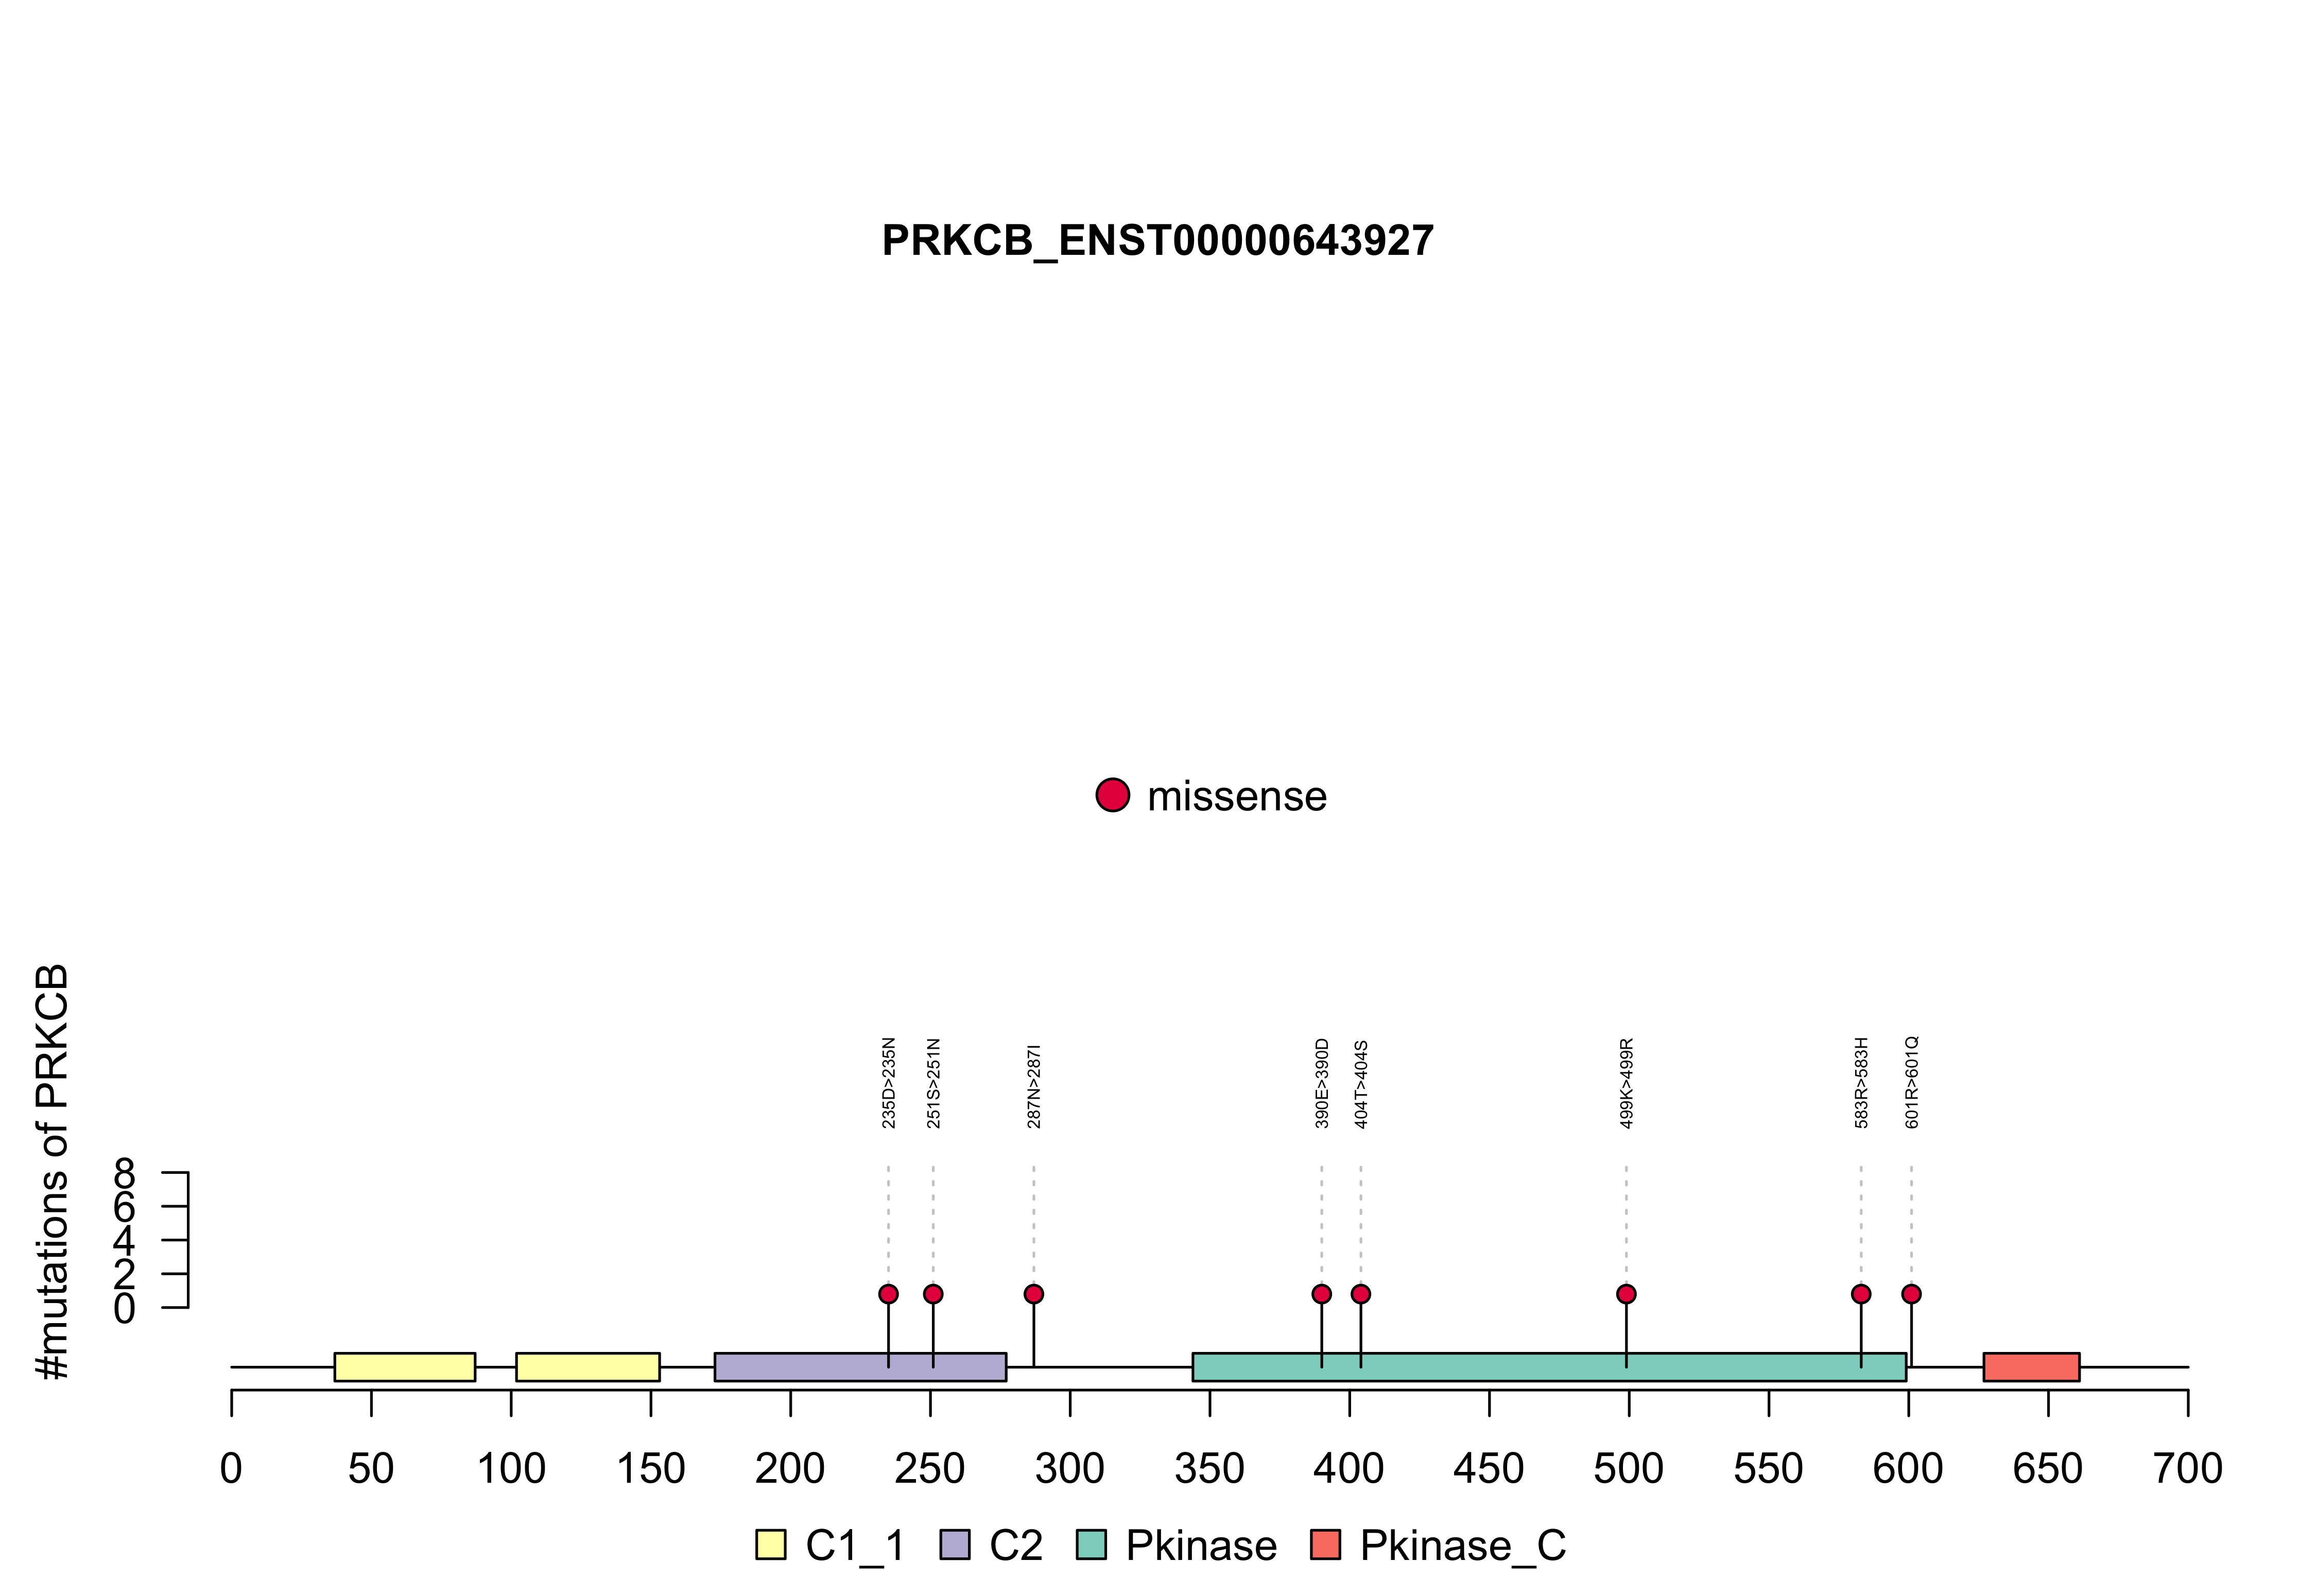 PRKCB_ENST00000643927
missense
#mutations of PRKCB
235D>235N
251S>251N
287N>287I
390E>390D
404T>404S
499K>499R
583R>583H
601R>601Q
8
6
4
2
0
0 50 100 150 200 250 300 350 400 450 500 550 600 650 700
C1_1 C2 Pkinase Pkinase_C